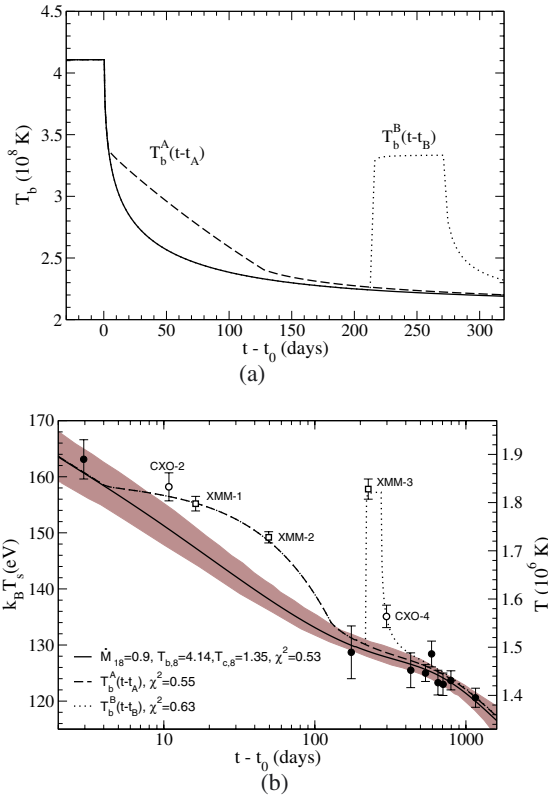 4.5
4
3.5
3
2.5
2
T_b (10^8 K)
T_b^A(t-t_A)
T_b^B(t-t_B)
0 50 100 150 200 250 300
t - t_0 (days)
(a)
170
160
150
140
130
120
k_B T_s (eV)
CXO-2
XMM-1
XMM-2
XMM-3
CXO-4
1.9
1.8
1.7
1.6
1.5
1.4
T (10^6 K)
Ṁ_18=0.9, T_b,8=4.14, T_c,8=1.35, χ^2=0.53
T_b^A(t-t_A), χ^2=0.55
T_b^B(t-t_B), χ^2=0.63
10 100 1000
t - t_0 (days)
(b)